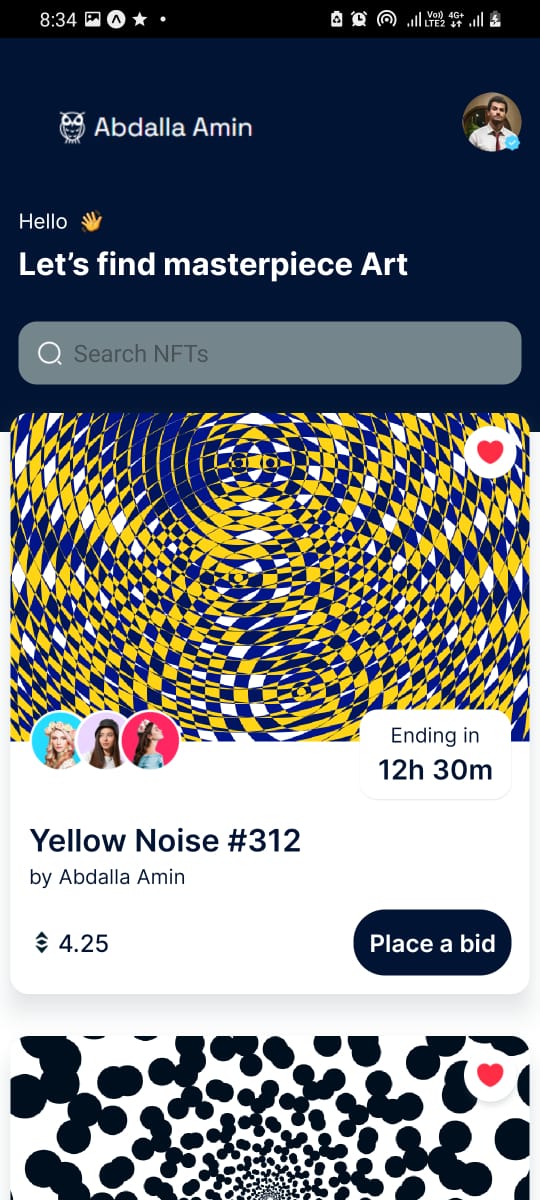 8:34
Vo)) 4G+
LTE2
Abdalla Amin
Hello 👋
Let’s find masterpiece Art
Search NFTs
Ending in
12h 30m
Yellow Noise #312
by Abdalla Amin
4.25
Place a bid